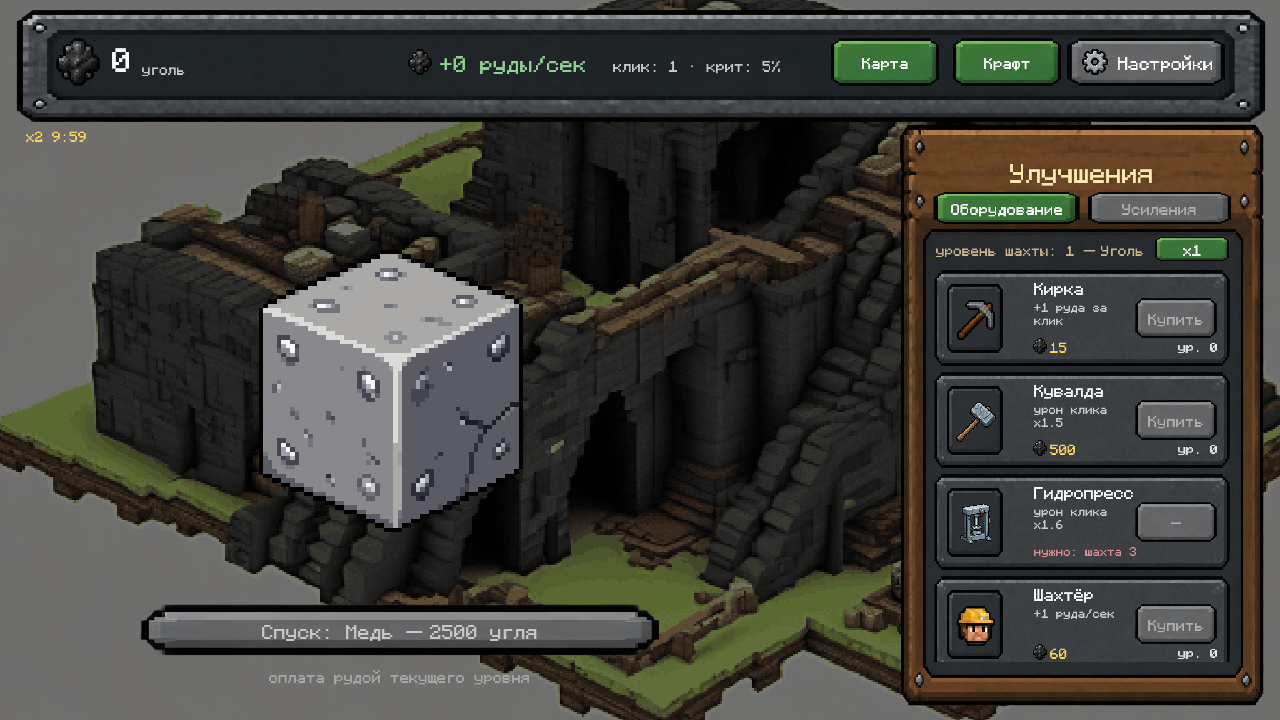 0 уголь
+0 руды/сек
клик: 1 · крит: 5%
Карта
Крафт
Настройки
x2 9:59
Улучшения
Оборудование
Усиления
уровень шахты: 1 — Уголь
x1
Кирка
+1 руда за
клик
Купить
15
ур. 0
Кувалда
урон клика
x1.5
Купить
500
ур. 0
Гидропресс
урон клика
x1.6
—
нужно: шахта 3
Шахтёр
+1 руда/сек
Купить
60
ур. 0
Спуск: Медь — 2500 угля
оплата рудой текущего уровня